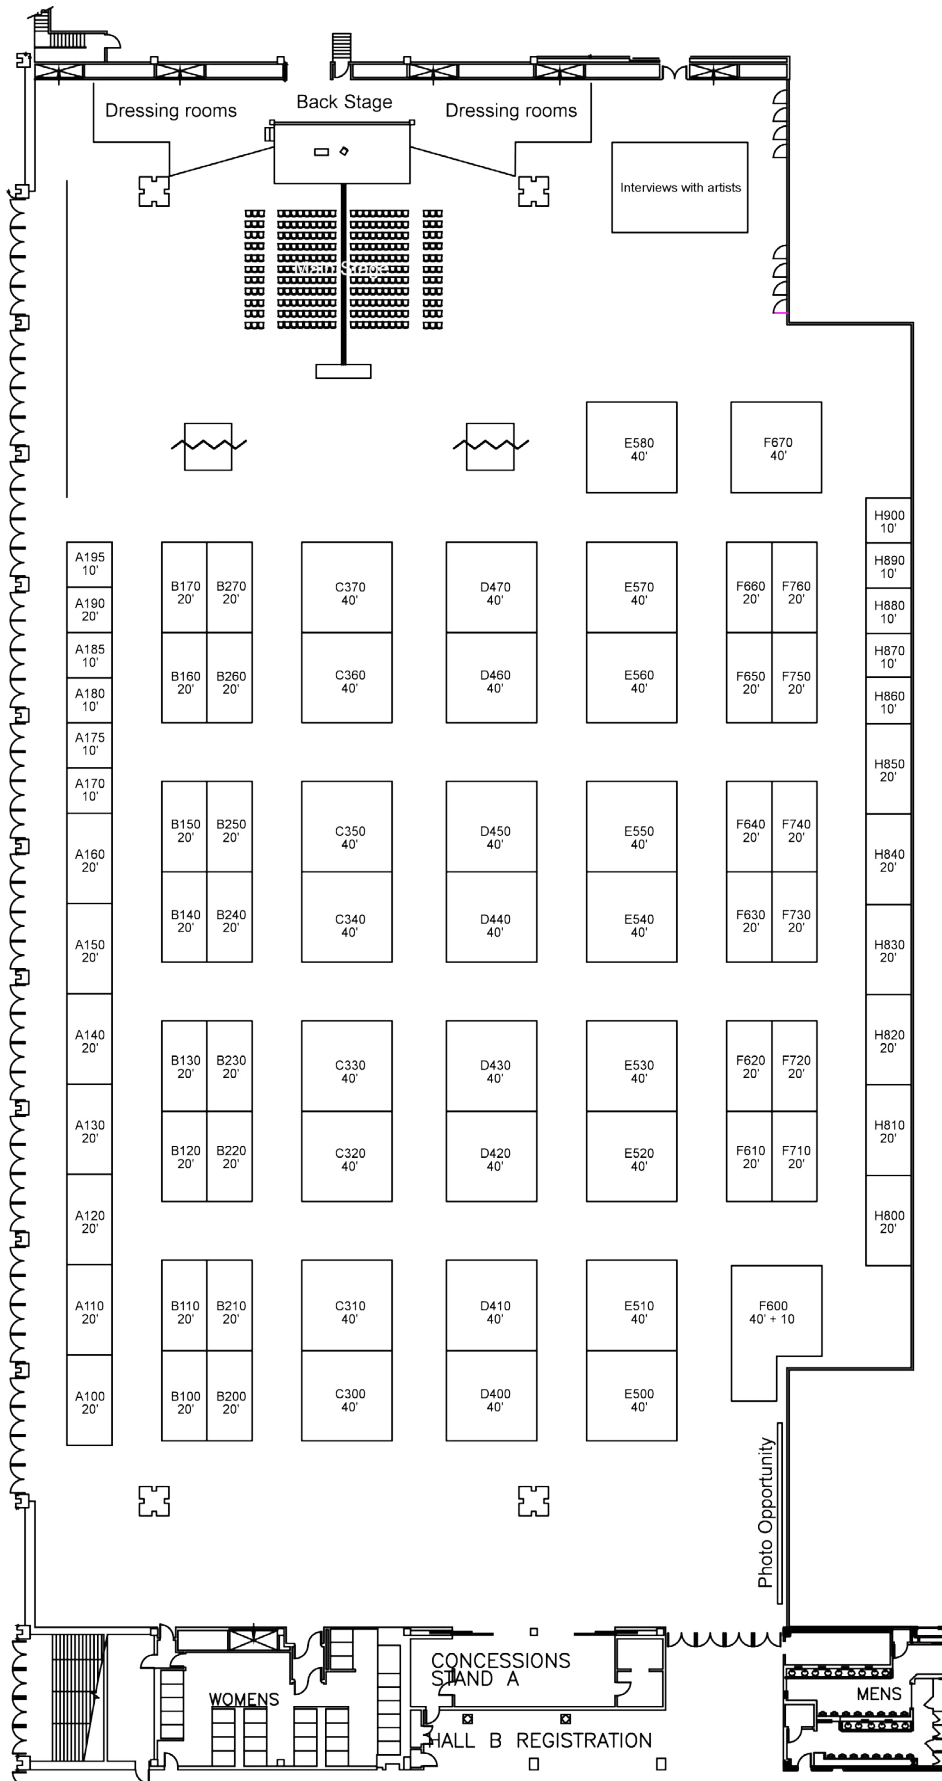 Back Stage
Dressing rooms
Dressing rooms
Interviews with artists
Main Stage
E580
40'
F670
40'
H900
10'
A195
10'
B170
20'
B270
20'
C370
40'
D470
40'
E570
40'
F660
20'
F760
20'
H890
10'
A190
20'
H880
10'
A185
10'
B160
20'
B260
20'
C360
40'
D460
40'
E560
40'
F650
20'
F750
20'
H870
10'
A180
10'
H860
10'
A175
10'
H850
20'
A170
10'
B150
20'
B250
20'
C350
40'
D450
40'
E550
40'
F640
20'
F740
20'
A160
20'
H840
20'
B140
20'
B240
20'
C340
40'
D440
40'
E540
40'
F630
20'
F730
20'
A150
20'
H830
20'
A140
20'
H820
20'
B130
20'
B230
20'
C330
40'
D430
40'
E530
40'
F620
20'
F720
20'
A130
20'
H810
20'
B120
20'
B220
20'
C320
40'
D420
40'
E520
40'
F610
20'
F710
20'
A120
20'
H800
20'
A110
20'
B110
20'
B210
20'
C310
40'
D410
40'
E510
40'
F600
40' + 10
A100
20'
B100
20'
B200
20'
C300
40'
D400
40'
E500
40'
Photo Opportunity
CONCESSIONS
STAND A
WOMENS
MENS
HALL B REGISTRATION